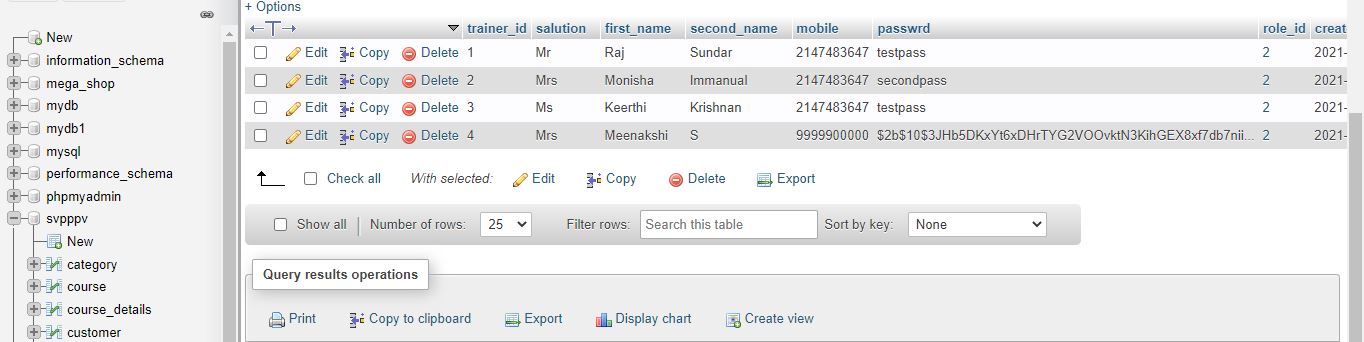 New
information_schema
mega_shop
mydb
mydb1
mysql
performance_schema
phpmyadmin
svpppv
New
category
course
course_details
customer
+ Options
←T→ trainer_id salution first_name second_name mobile passwrd role_id creat
Edit Copy Delete 1 Mr Raj Sundar 2147483647 testpass 2 2021-
Edit Copy Delete 2 Mrs Monisha Immanual 2147483647 secondpass 2 2021-
Edit Copy Delete 3 Ms Keerthi Krishnan 2147483647 testpass 2 2021-
Edit Copy Delete 4 Mrs Meenakshi S 9999900000 $2b$10$3JHb5DKxYt6xDHrTYG2VOOvktN3KihGEX8xf7db7nii... 2 2021-
Check all With selected: Edit Copy Delete Export
Show all Number of rows: 25 Filter rows: Search this table Sort by key: None
Query results operations
Print Copy to clipboard Export Display chart Create view